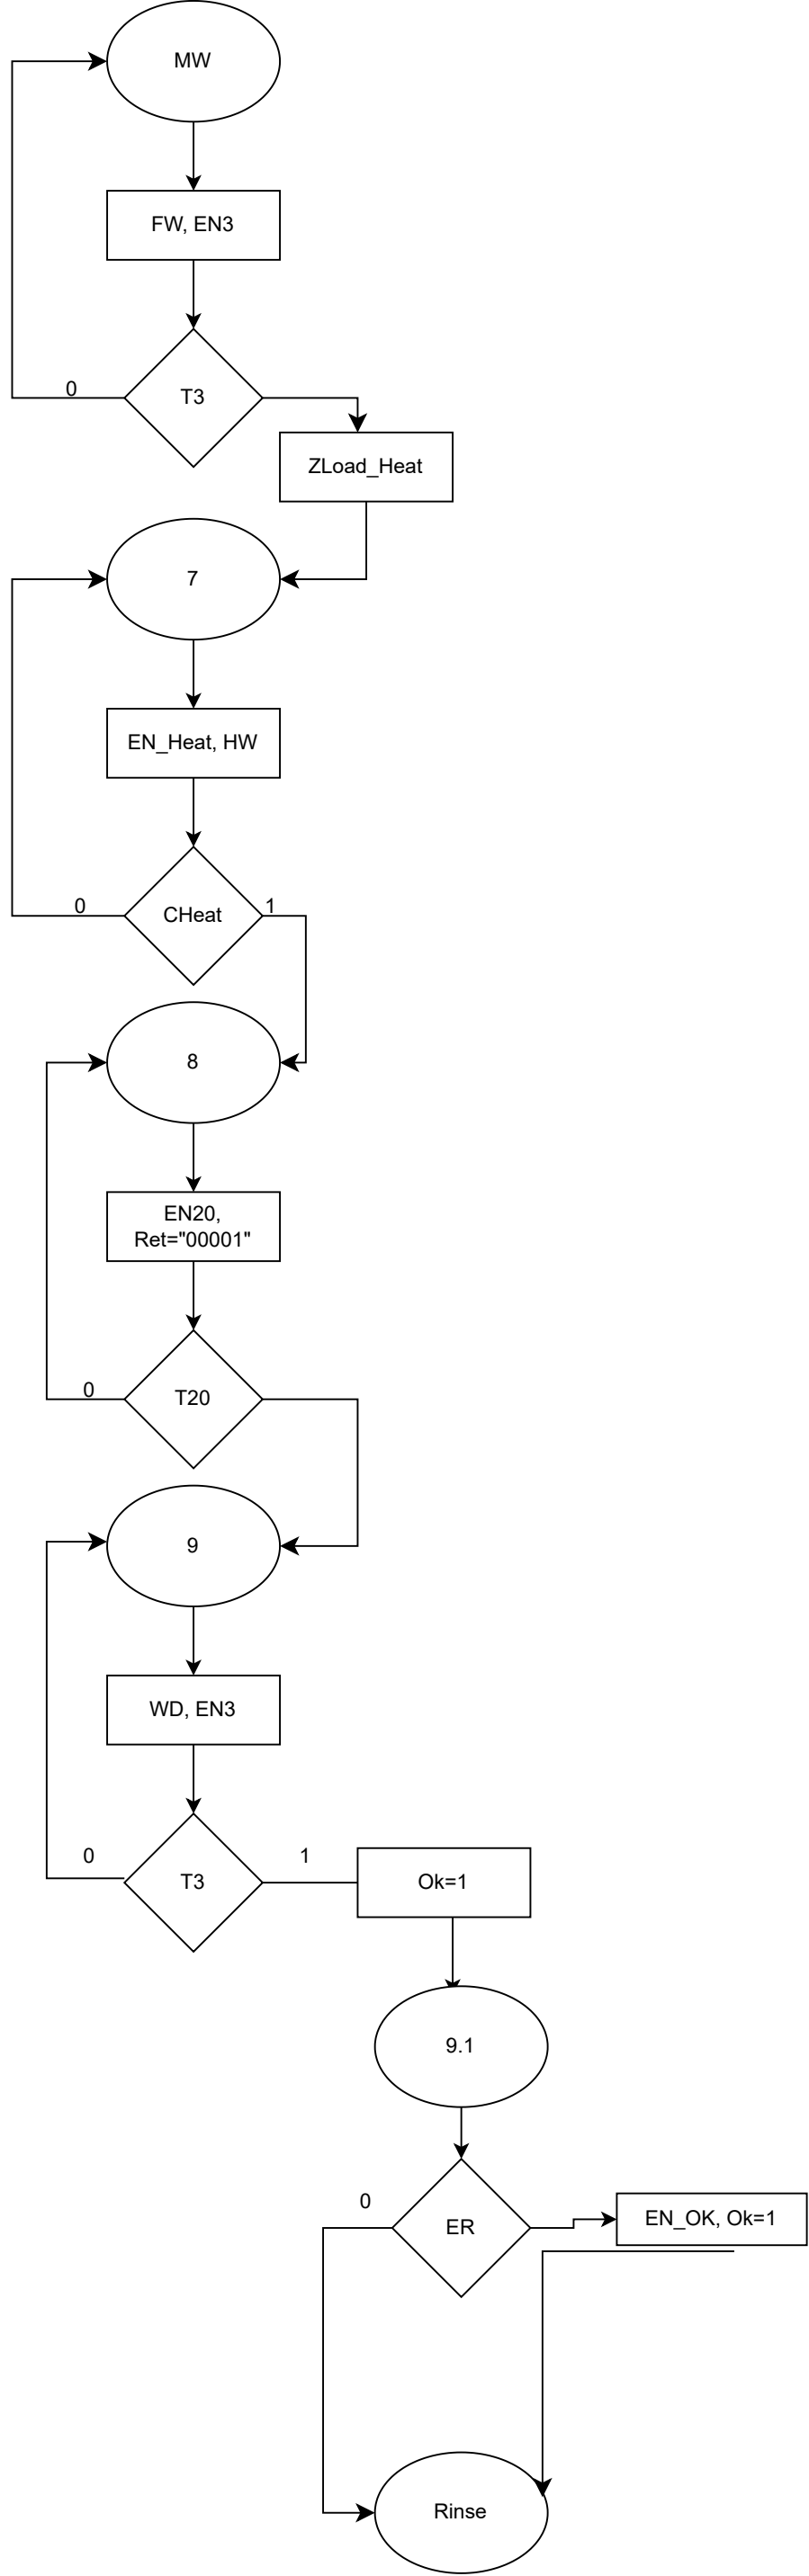 MW
FW, EN3
0
T3
ZLoad_Heat
7
EN_Heat, HW
0
CHeat
1
8
EN20,
Ret="00001"
0
T20
9
WD, EN3
0
T3
1
Ok=1
9.1
0
ER
EN_OK, Ok=1
Rinse